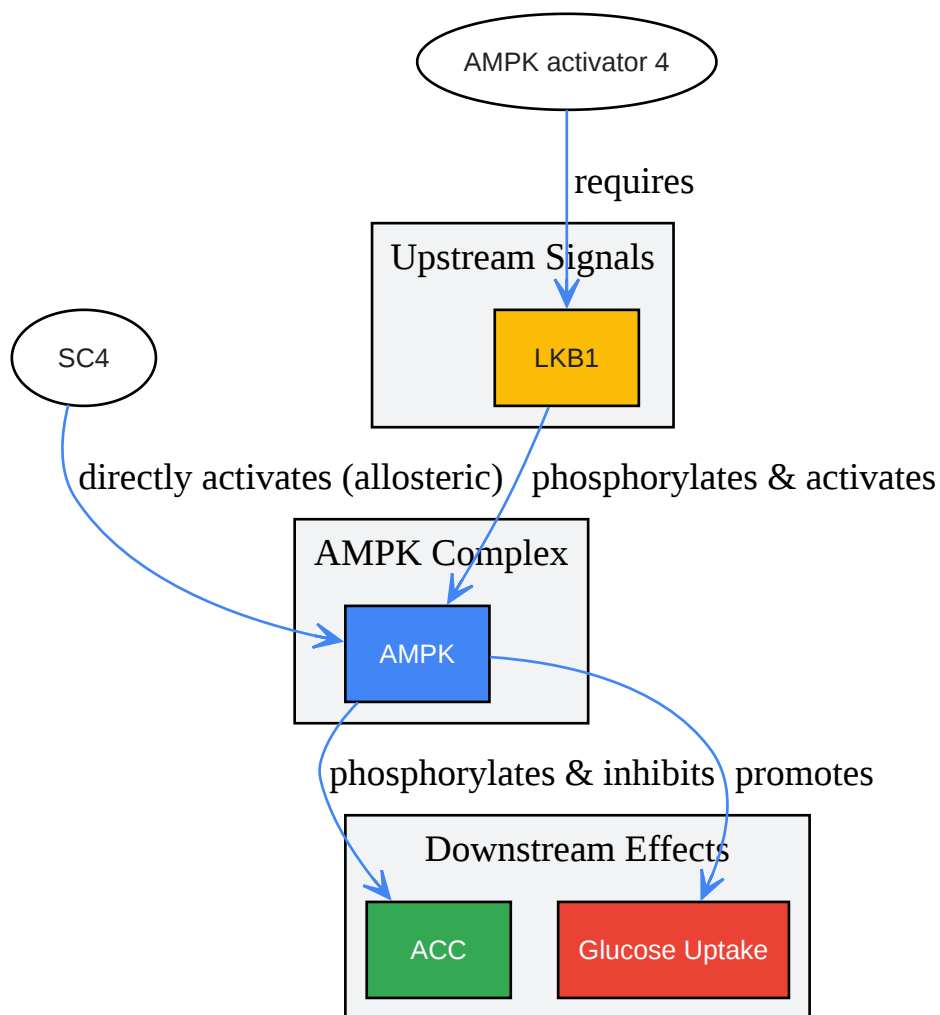 AMPK activator 4
requires
Upstream Signals
LKB1
SC4
directly activates (allosteric)
phosphorylates & activates
AMPK Complex
AMPK
phosphorylates & inhibits
promotes
Downstream Effects
ACC
Glucose Uptake